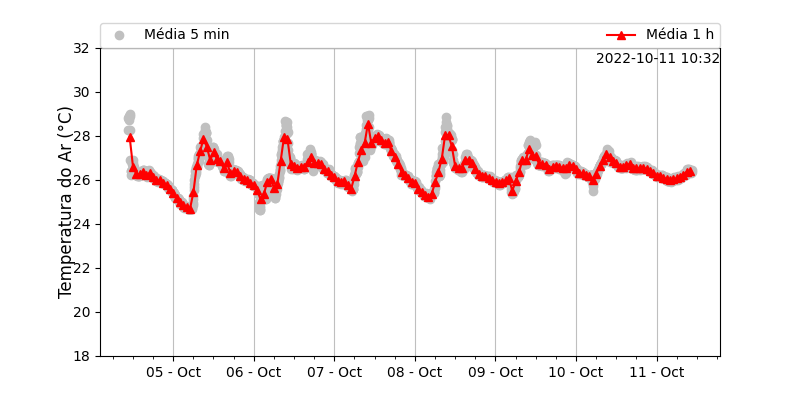 Média 5 min
Média 1 h
2022-10-11 10:32
Temperatura do Ar (°C)
32
30
28
26
24
22
20
18
05 - Oct
06 - Oct
07 - Oct
08 - Oct
09 - Oct
10 - Oct
11 - Oct